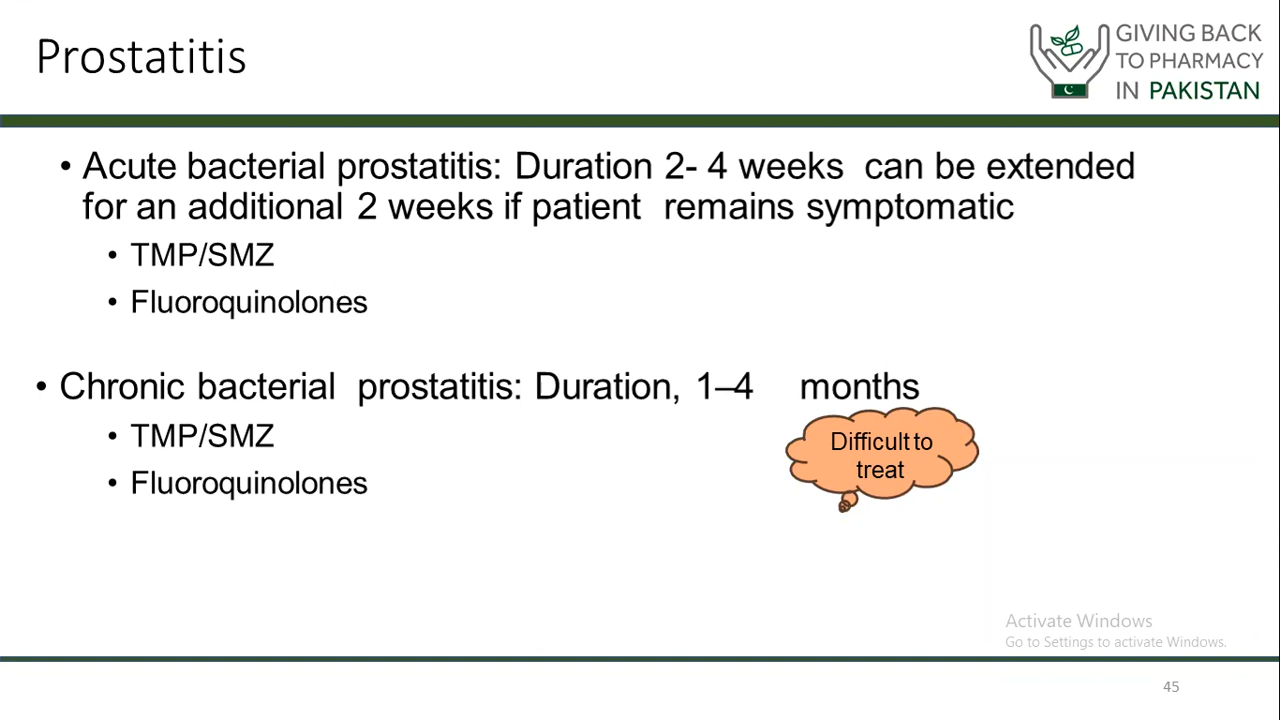 Prostatitis
GIVING BACK
TO PHARMACY
IN PAKISTAN
• Acute bacterial prostatitis: Duration 2- 4 weeks can be extended
for an additional 2 weeks if patient remains symptomatic
• TMP/SMZ
• Fluoroquinolones
• Chronic bacterial prostatitis: Duration, 1–4 months
• TMP/SMZ
• Fluoroquinolones
Difficult to
treat
Activate Windows
Go to Settings to activate Windows.
45